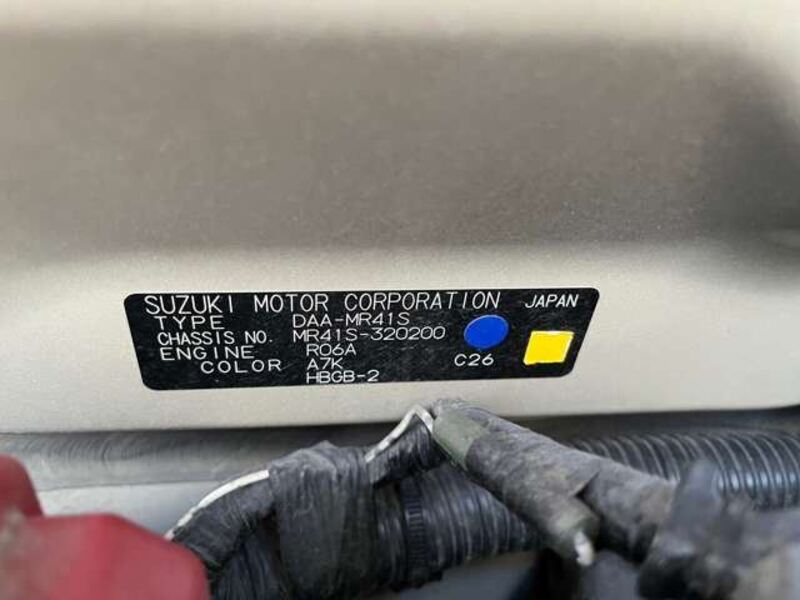 SUZUKI MOTOR CORPORATION JAPAN
TYPE DAA-MR41S
CHASSIS NO. MR41S-320200
ENGINE R06A C26
COLOR A7K
HBGB-2